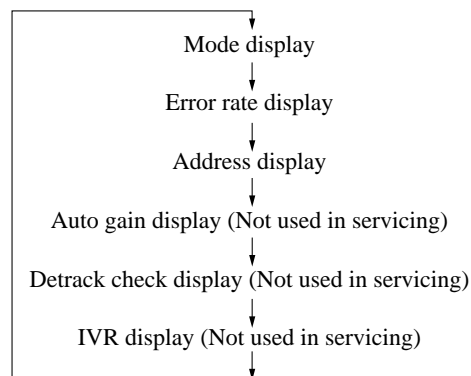 Mode display
Error rate display
Address display
Auto gain display (Not used in servicing)
Detrack check display (Not used in servicing)
IVR display (Not used in servicing)